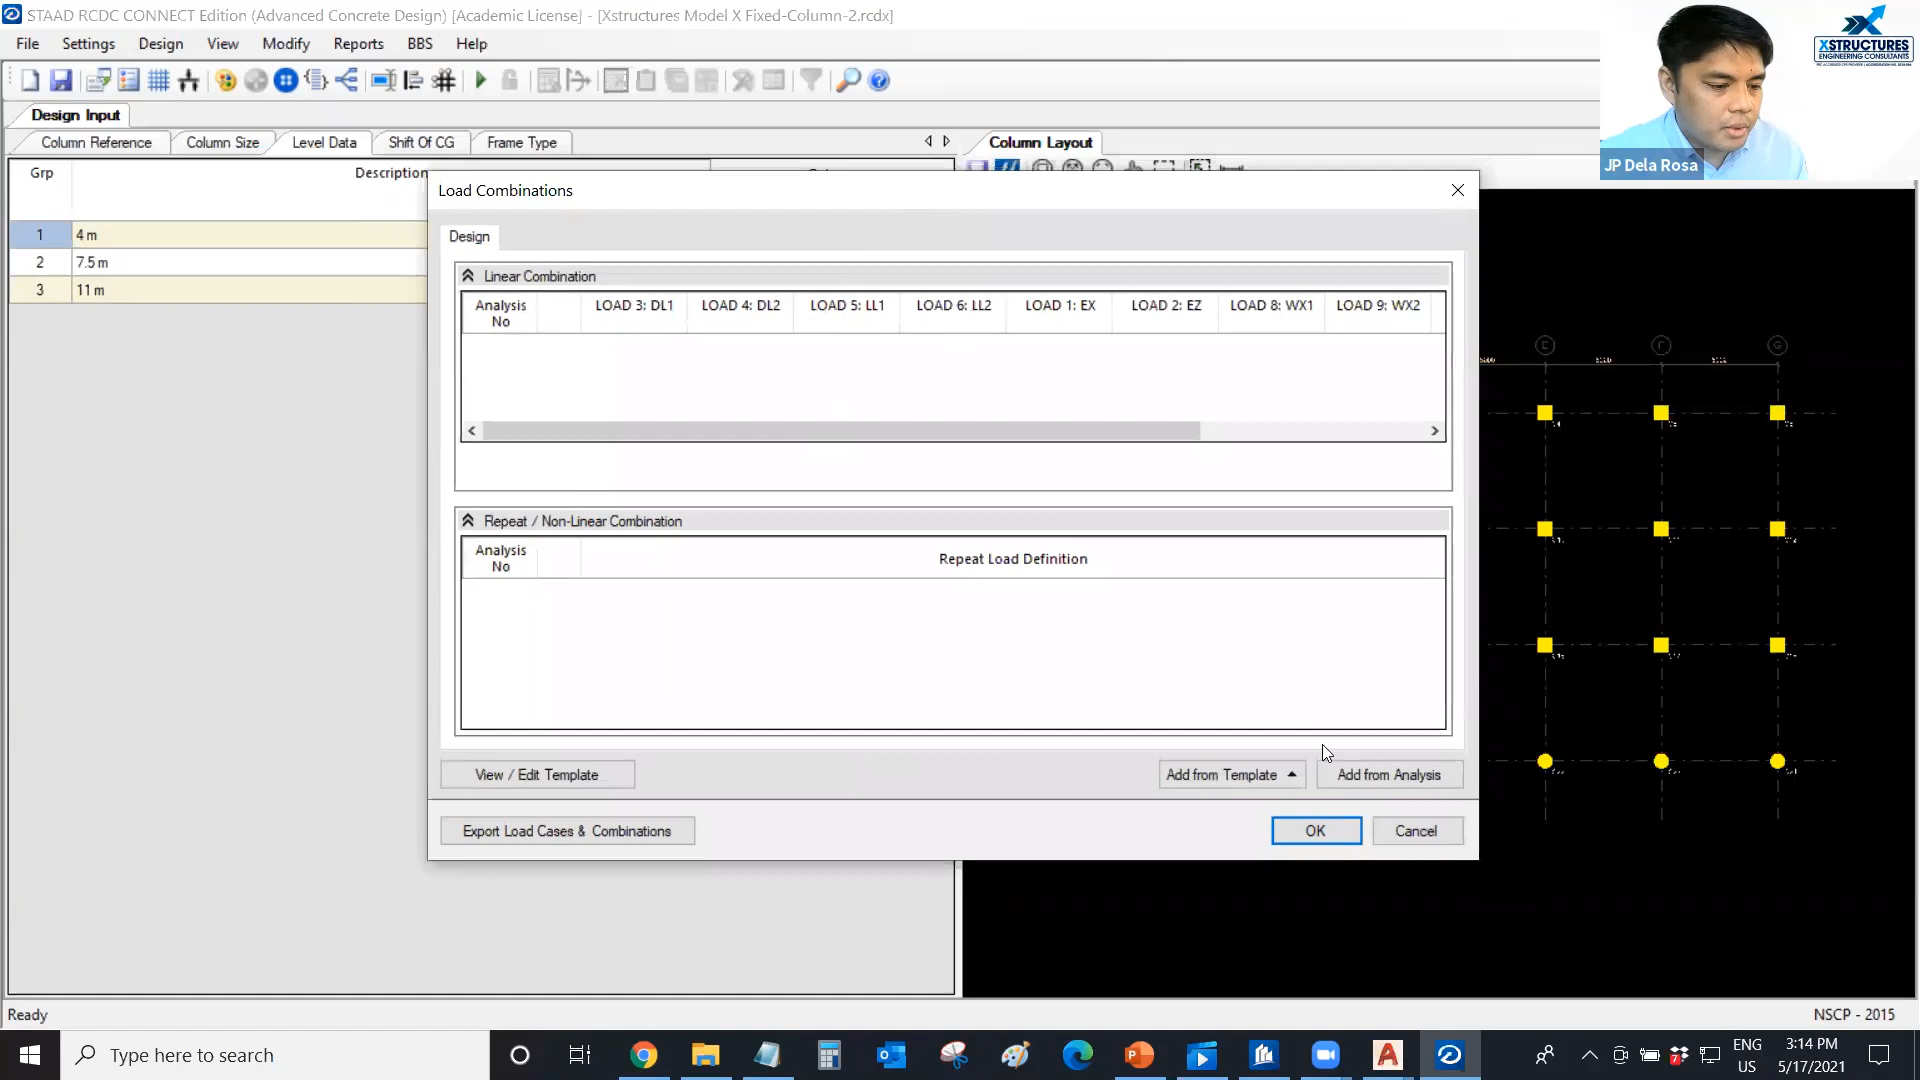 STAAD RCDC CONNECT Edition (Advanced Concrete Design) [Academic License] - [Xstructures Model X Fixed-Column-2.rcdx]
File Settings Design View Modify Reports BBS Help
XSTRUCTURES
ENGINEERING CONSULTANTS
JP Dela Rosa
Design Input
Column Reference Column Size Level Data Shift Of CG Frame Type
Column Layout
Grp Description
1 4 m
2 7.5 m
3 11 m
Load Combinations
Design
Linear Combination
Analysis No LOAD 3: DL1 LOAD 4: DL2 LOAD 5: LL1 LOAD 6: LL2 LOAD 1: EX LOAD 2: EZ LOAD 8: WX1 LOAD 9: WX2
Repeat / Non-Linear Combination
Analysis No Repeat Load Definition
View / Edit Template Add from Template Add from Analysis
Export Load Cases & Combinations OK Cancel
E F G
Ready NSCP - 2015
Type here to search
ENG
US
3:14 PM
5/17/2021